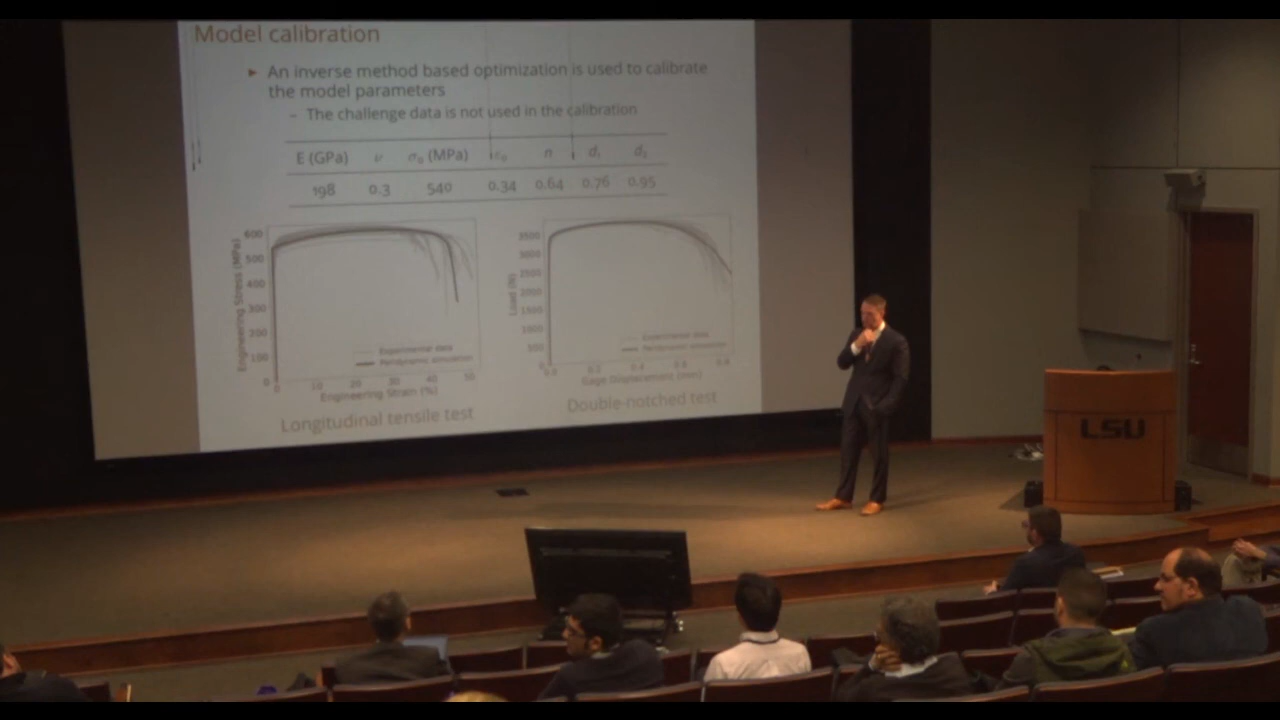 Model calibration
► An inverse method based optimization is used to calibrate
the model parameters
– The challenge data is not used in the calibration
E (GPa) ν σ₀ (MPa) ε₀ n d₁ d₂
198 0.3 540 0.34 0.64 0.76 0.95
600
500
400
300
200
100
0
Engineering Stress (MPa)
0 10 20 30 40 50
Engineering Strain (%)
Experimental data
Peridynamic simulation
Longitudinal tensile test
3500
3000
2500
2000
1500
1000
Load (N)
0.4 0.6
Gage Displacement (mm)
Experimental data
Peridynamic simulation
Double-notched test
LSU